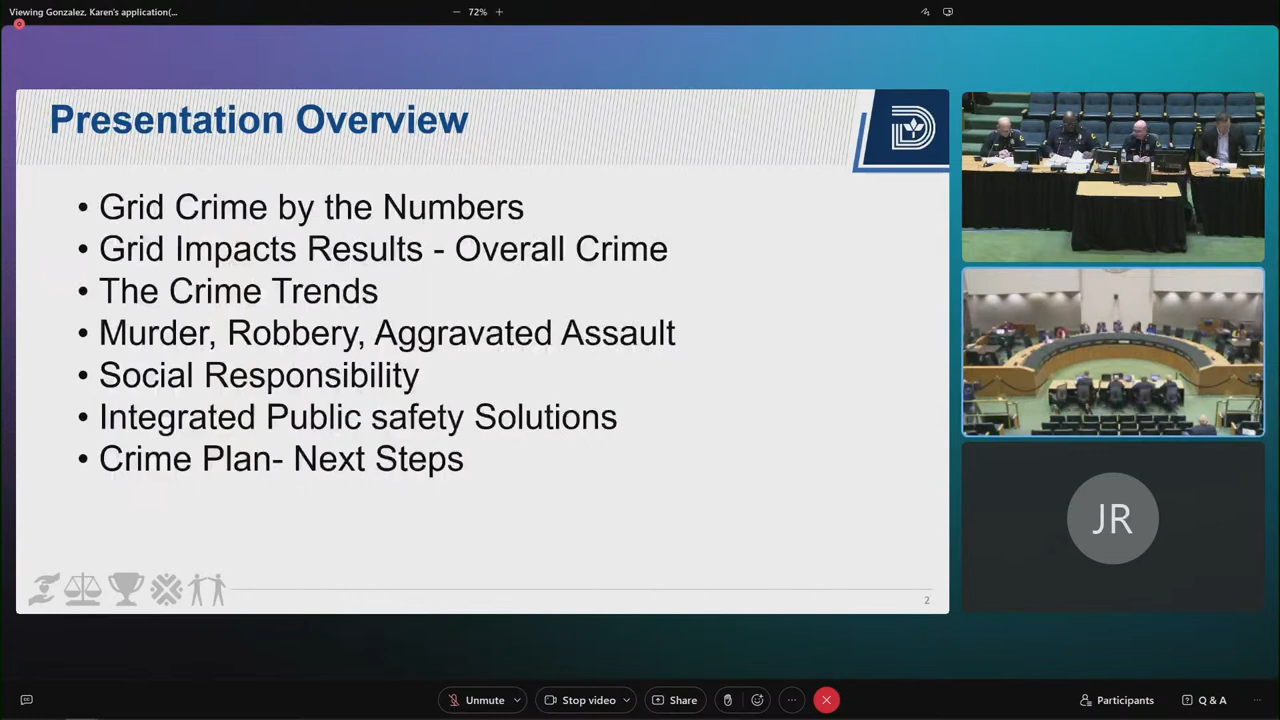 Viewing Gonzalez, Karen's application(...
72%
Presentation Overview
• Grid Crime by the Numbers
• Grid Impacts Results - Overall Crime
• The Crime Trends
• Murder, Robbery, Aggravated Assault
• Social Responsibility
• Integrated Public safety Solutions
• Crime Plan- Next Steps
2
JR
Unmute
Stop video
Share
Participants
Q & A